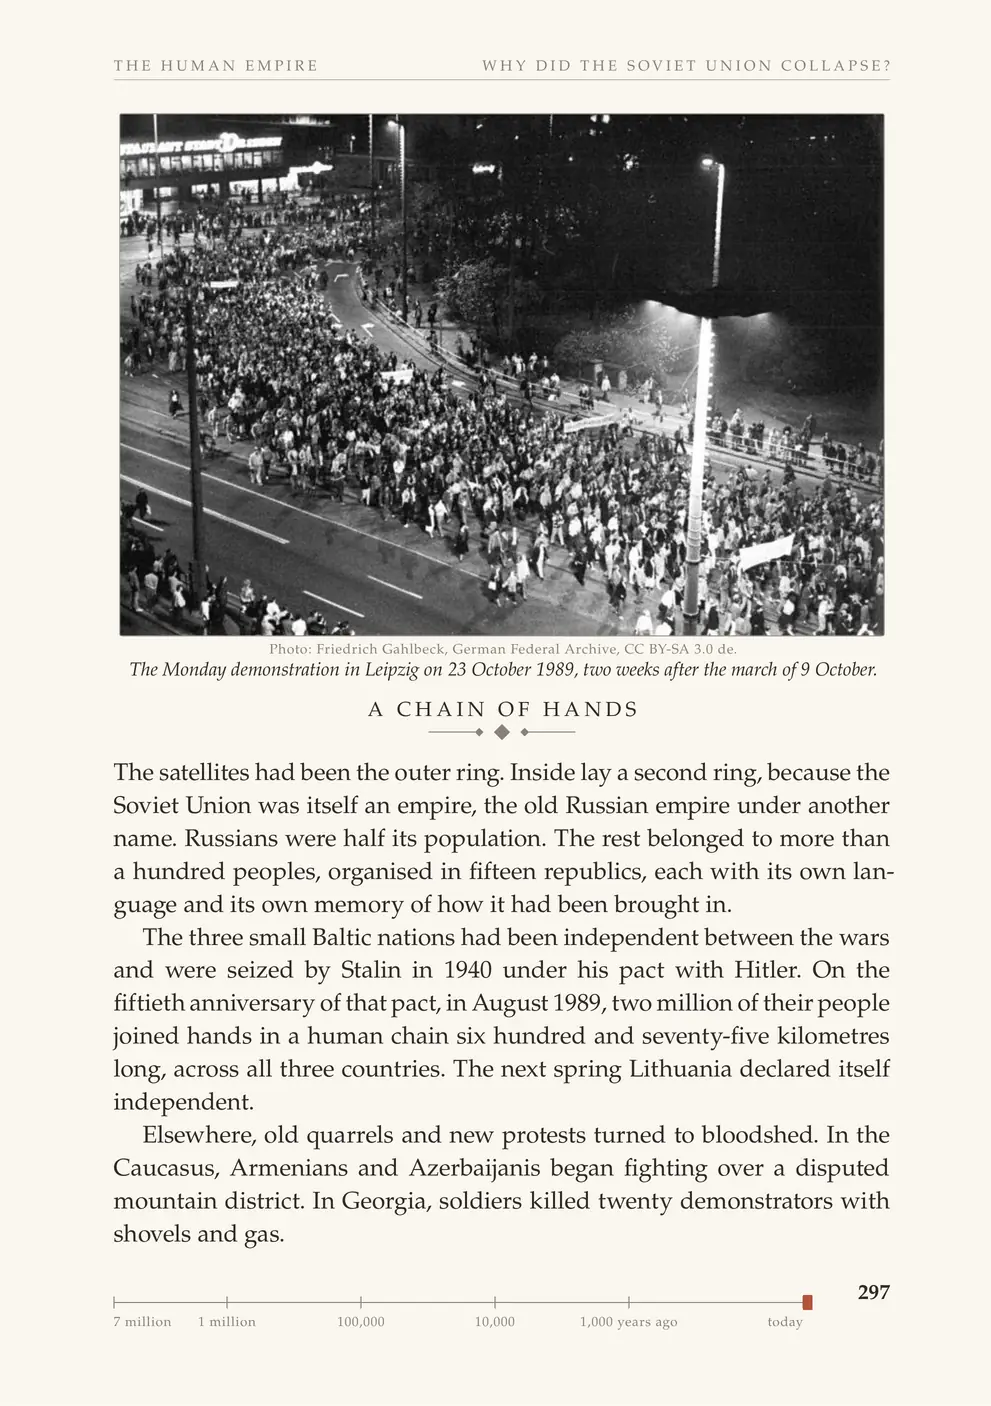 THE HUMAN EMPIRE
WHY DID THE SOVIET UNION COLLAPSE?
Photo: Friedrich Gahlbeck, German Federal Archive, CC BY-SA 3.0 de.
The Monday demonstration in Leipzig on 23 October 1989, two weeks after the march of 9 October.
A CHAIN OF HANDS
The satellites had been the outer ring. Inside lay a second ring, because the
Soviet Union was itself an empire, the old Russian empire under another
name. Russians were half its population. The rest belonged to more than
a hundred peoples, organised in fifteen republics, each with its own lan-
guage and its own memory of how it had been brought in.
The three small Baltic nations had been independent between the wars
and were seized by Stalin in 1940 under his pact with Hitler. On the
fiftieth anniversary of that pact, in August 1989, two million of their people
joined hands in a human chain six hundred and seventy-five kilometres
long, across all three countries. The next spring Lithuania declared itself
independent.
Elsewhere, old quarrels and new protests turned to bloodshed. In the
Caucasus, Armenians and Azerbaijanis began fighting over a disputed
mountain district. In Georgia, soldiers killed twenty demonstrators with
shovels and gas.
297
7 million
1 million
100,000
10,000
1,000 years ago
today